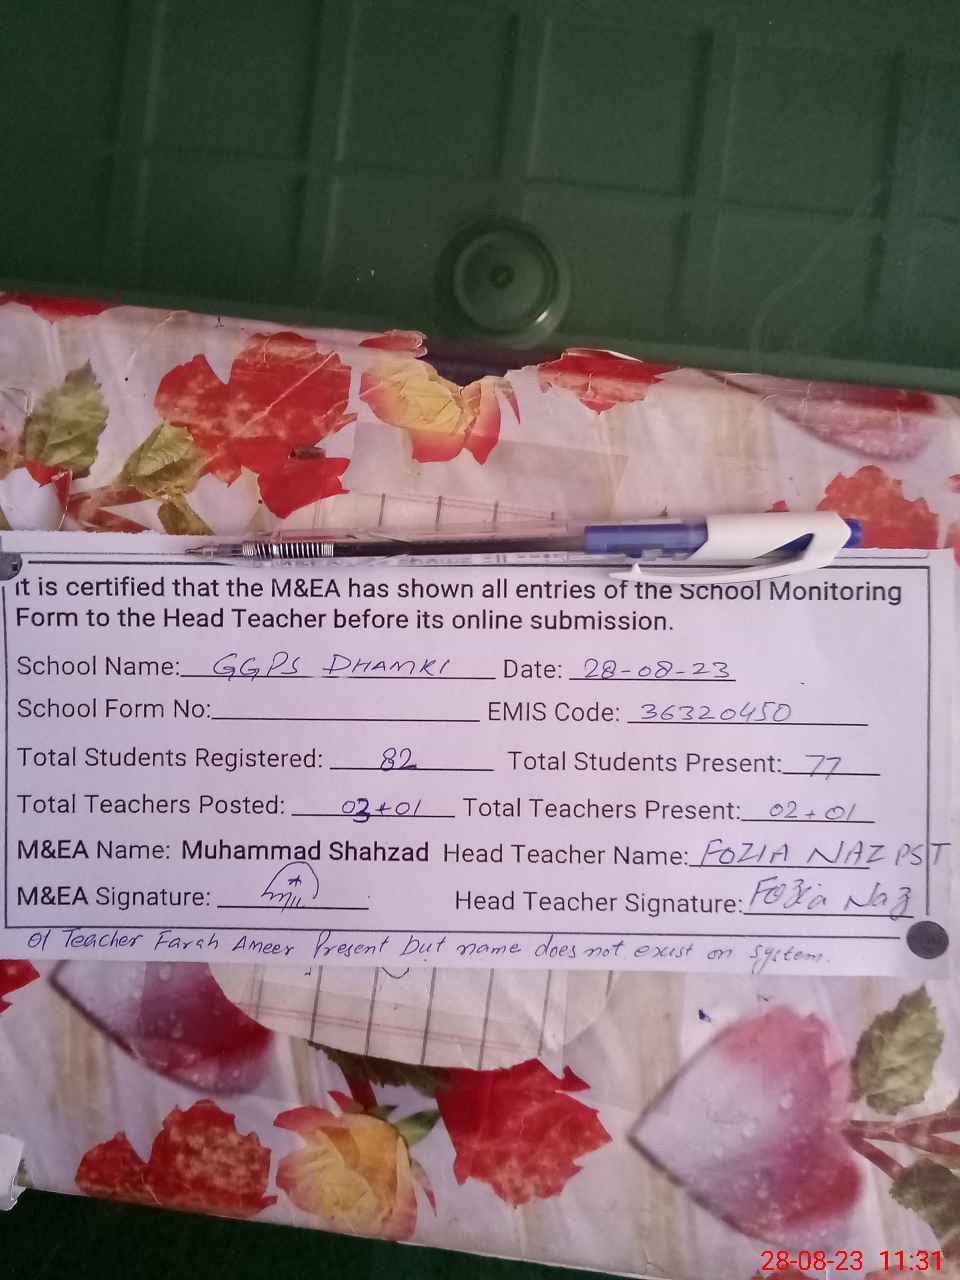 It is certified that the M&EA has shown all entries of the School Monitoring
Form to the Head Teacher before its online submission.
School Name: GGPS DHAMKI Date: 28-08-23
School Form No: EMIS Code: 36320450
Total Students Registered: 82 Total Students Present: 77
Total Teachers Posted: 03+01 Total Teachers Present: 02+01
M&EA Name: Muhammad Shahzad Head Teacher Name: FOZIA NAZ PST
M&EA Signature: Head Teacher Signature: Fozia Naz
01 Teacher Farah Ameer Present but name does not exist on system.
28-08-23 11:31